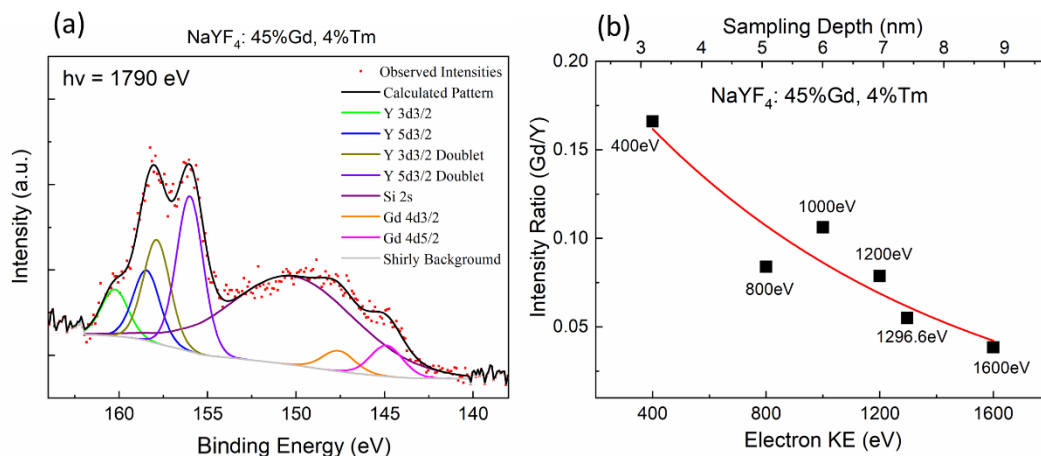 (a)
NaYF4: 45%Gd, 4%Tm
hν = 1790 eV
Observed Intensities
Calculated Pattern
Y 3d3/2
Y 5d3/2
Y 3d3/2 Doublet
Y 5d3/2 Doublet
Si 2s
Gd 4d3/2
Gd 4d5/2
Shirly Background
Intensity (a.u.)
160 155 150 145 140
Binding Energy (eV)
(b)
Sampling Depth (nm)
3 4 5 6 7 8 9
NaYF4: 45%Gd, 4%Tm
0.20
0.15
0.10
0.05
Intensity Ratio (Gd/Y)
400eV
800eV
1000eV
1200eV
1296.6eV
1600eV
400 800 1200 1600
Electron KE (eV)